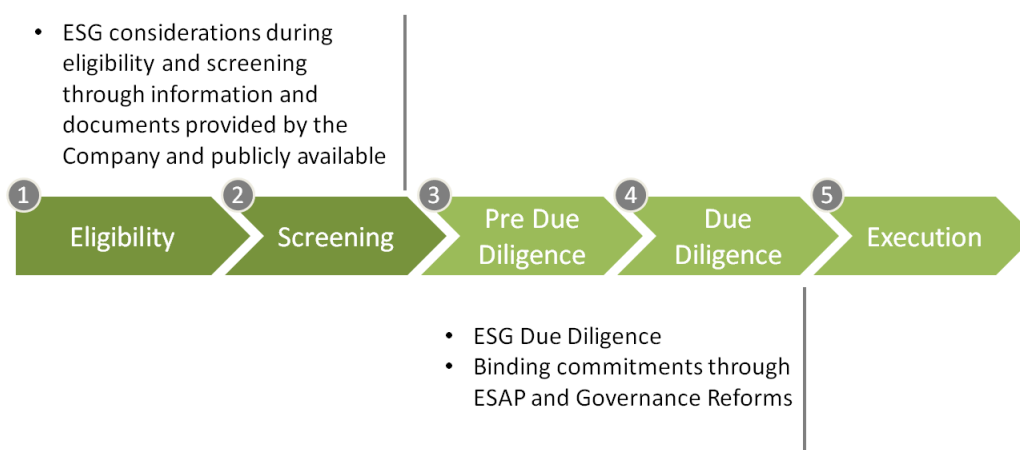 • ESG considerations during
eligibility and screening
through information and
documents provided by the
Company and publicly available
1
Eligibility
2
Screening
3
Pre Due
Diligence
4
Due
Diligence
5
Execution
• ESG Due Diligence
• Binding commitments through
ESAP and Governance Reforms